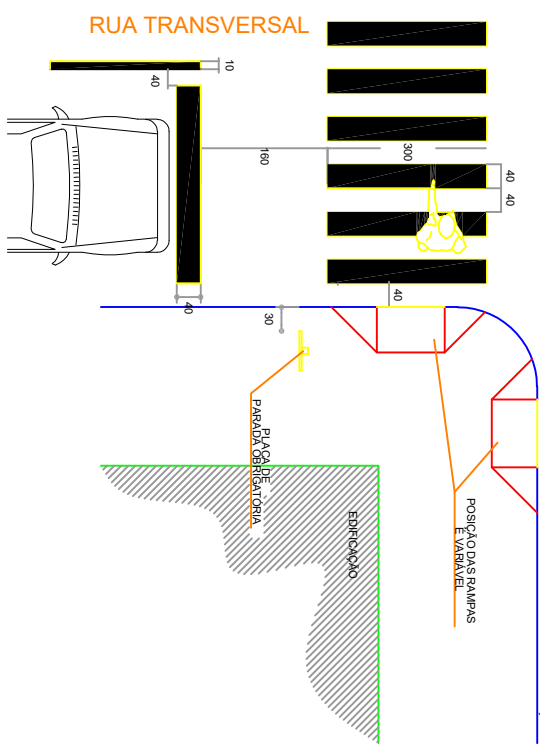 RUA TRANSVERSAL
10
40
160
300
40
40
40
40
30
PLACA DE
PARADA OBRIGATÓRIA
EDIFICAÇÃO
POSIÇÃO DAS RAMPAS
É VARIÁVEL